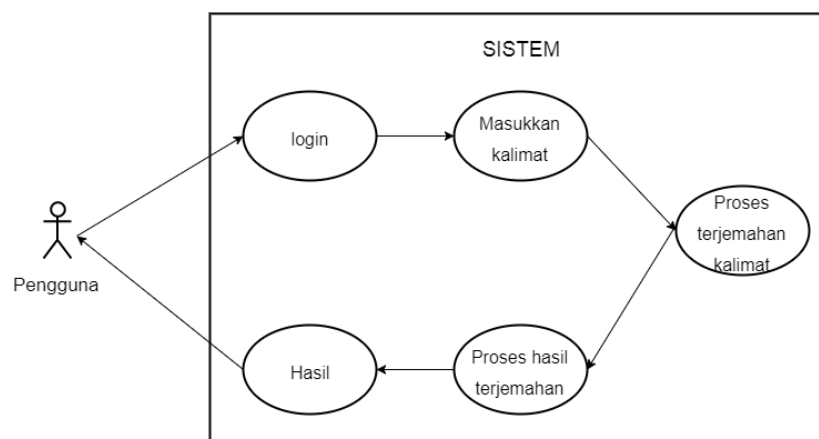 SISTEM
login
Masukkan
kalimat
Proses
terjemahan
kalimat
Pengguna
Hasil
Proses hasil
terjemahan